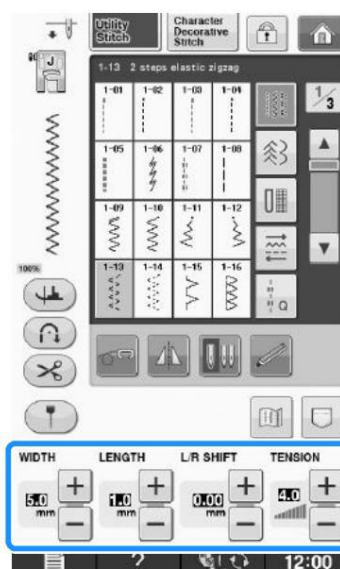 Utility Stitch
Character Decorative Stitch
J
1-13 2 steps elastic zigzag
1/3
1-01 1-02 1-03 1-04
1-05 1-06 1-07 1-08
1-09 1-10 1-11 1-12
1-13 1-14 1-15 1-16
Q
100%
WIDTH LENGTH L/R SHIFT TENSION
5.0 mm 1.0 mm 0.00 mm 4.0
? 12:00